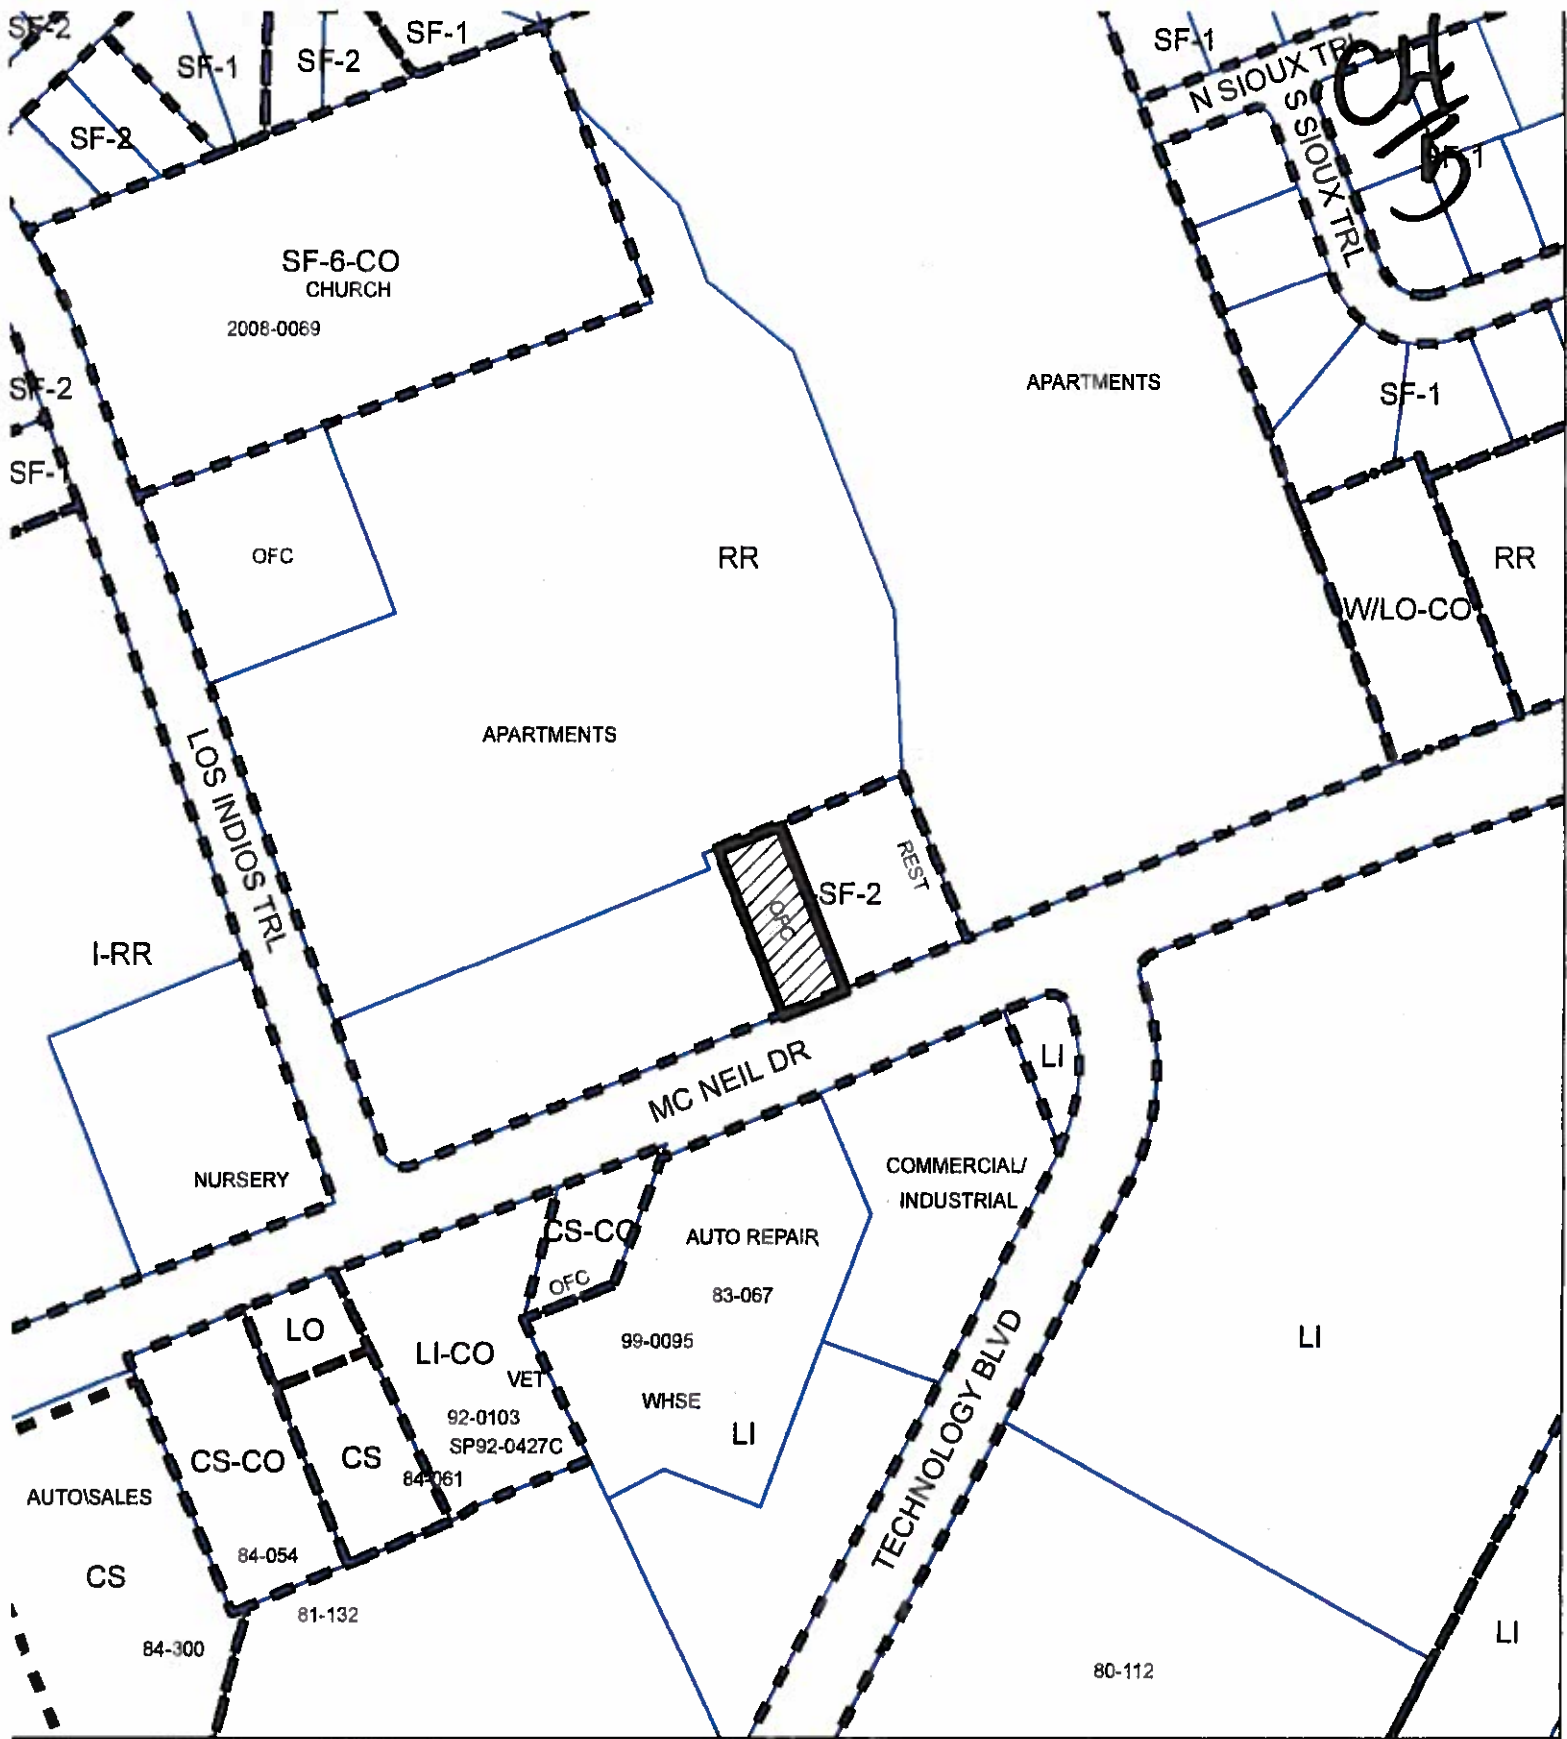 SF-2
SF-1
SF-2
SF-1
SF-1
N SIOUX TRL
C4/5
SF-2
S SIOUX TRL
SF-6-CO
CHURCH
2008-0069
SF-2
APARTMENTS
SF-1
SF-1
OFC
RR
RR
W/LO-CO
APARTMENTS
LOS INDIOS TRL
REST
SF-2
OFC
I-RR
LI
MC NEIL DR
COMMERCIAL/
INDUSTRIAL
NURSERY
CS-CO
AUTO REPAIR
OFC
83-067
LO
99-0095
LI
LI-CO
VET
WHSE
92-0103
LI
SP92-0427C
CS-CO
CS
84-061
TECHNOLOGY BLVD
AUTO\SALES
84-054
CS
81-132
84-300
LI
80-112